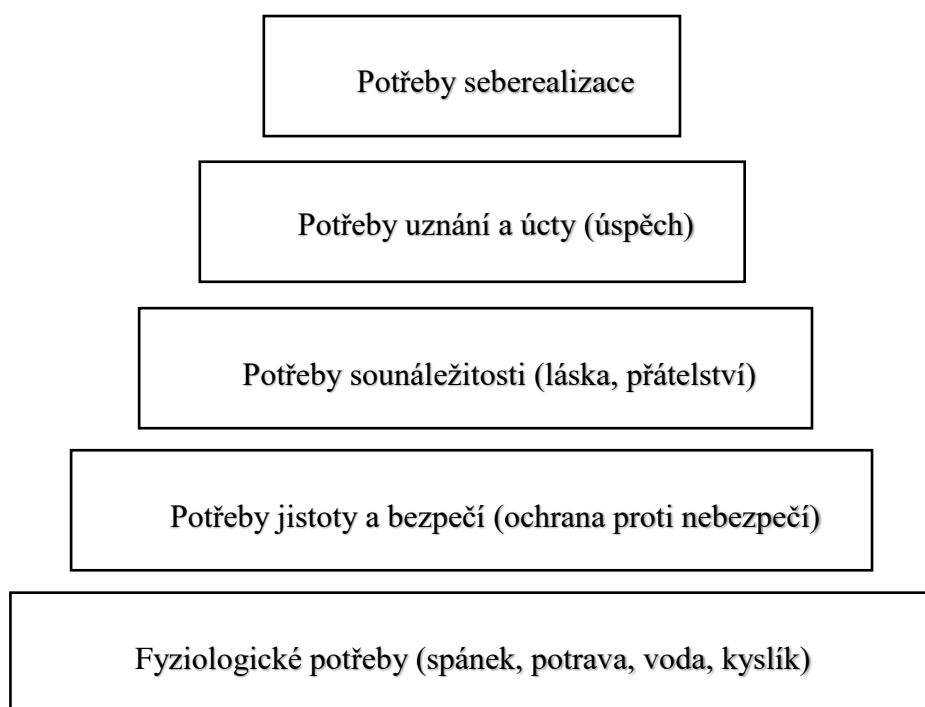 Potřeby seberealizace
Potřeby uznání a úcty (úspěch)
Potřeby sounáležitosti (láska, přátelství)
Potřeby jistoty a bezpečí (ochrana proti nebezpečí)
Fyziologické potřeby (spánek, potrava, voda, kyslík)